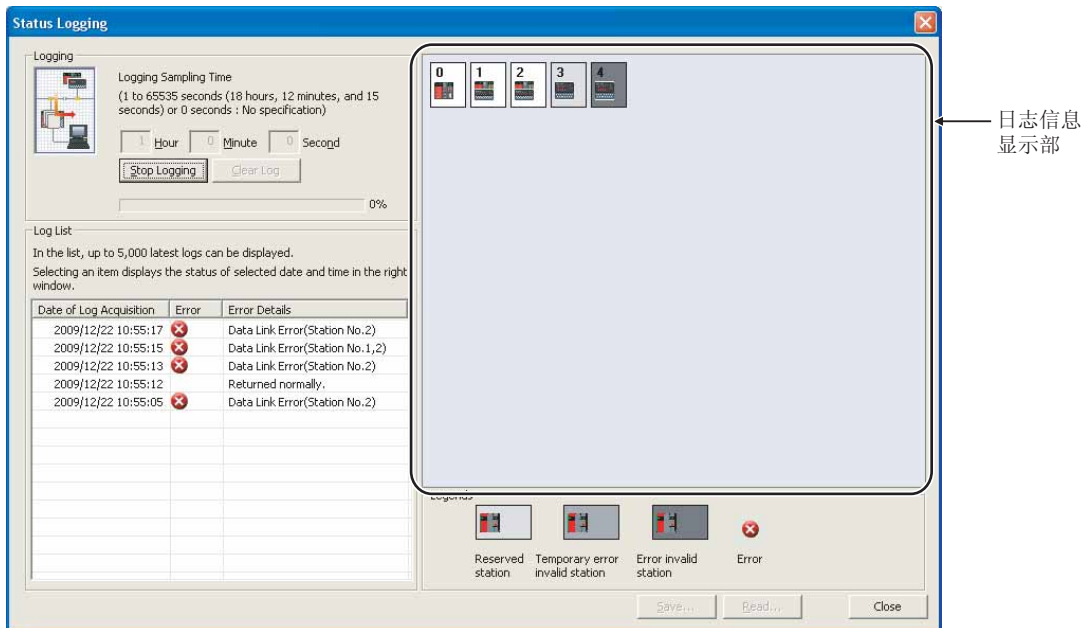 Status Logging
Logging
Logging Sampling Time
(1 to 65535 seconds (18 hours, 12 minutes, and 15
seconds) or 0 seconds : No specification)
1 Hour 0 Minute 0 Second
Stop Logging Clear Log
0%
Log List
In the list, up to 5,000 latest logs can be displayed.
Selecting an item displays the status of selected date and time in the right
window.
Date of Log Acquisition Error Error Details
2009/12/22 10:55:17 Data Link Error(Station No.2)
2009/12/22 10:55:15 Data Link Error(Station No.1,2)
2009/12/22 10:55:13 Data Link Error(Station No.2)
2009/12/22 10:55:12 Returned normally.
2009/12/22 10:55:05 Data Link Error(Station No.2)
0 1 2 3 4
日志信息
显示部
Legends
Reserved
station
Temporary error
invalid station
Error invalid
station
Error
Save... Read... Close